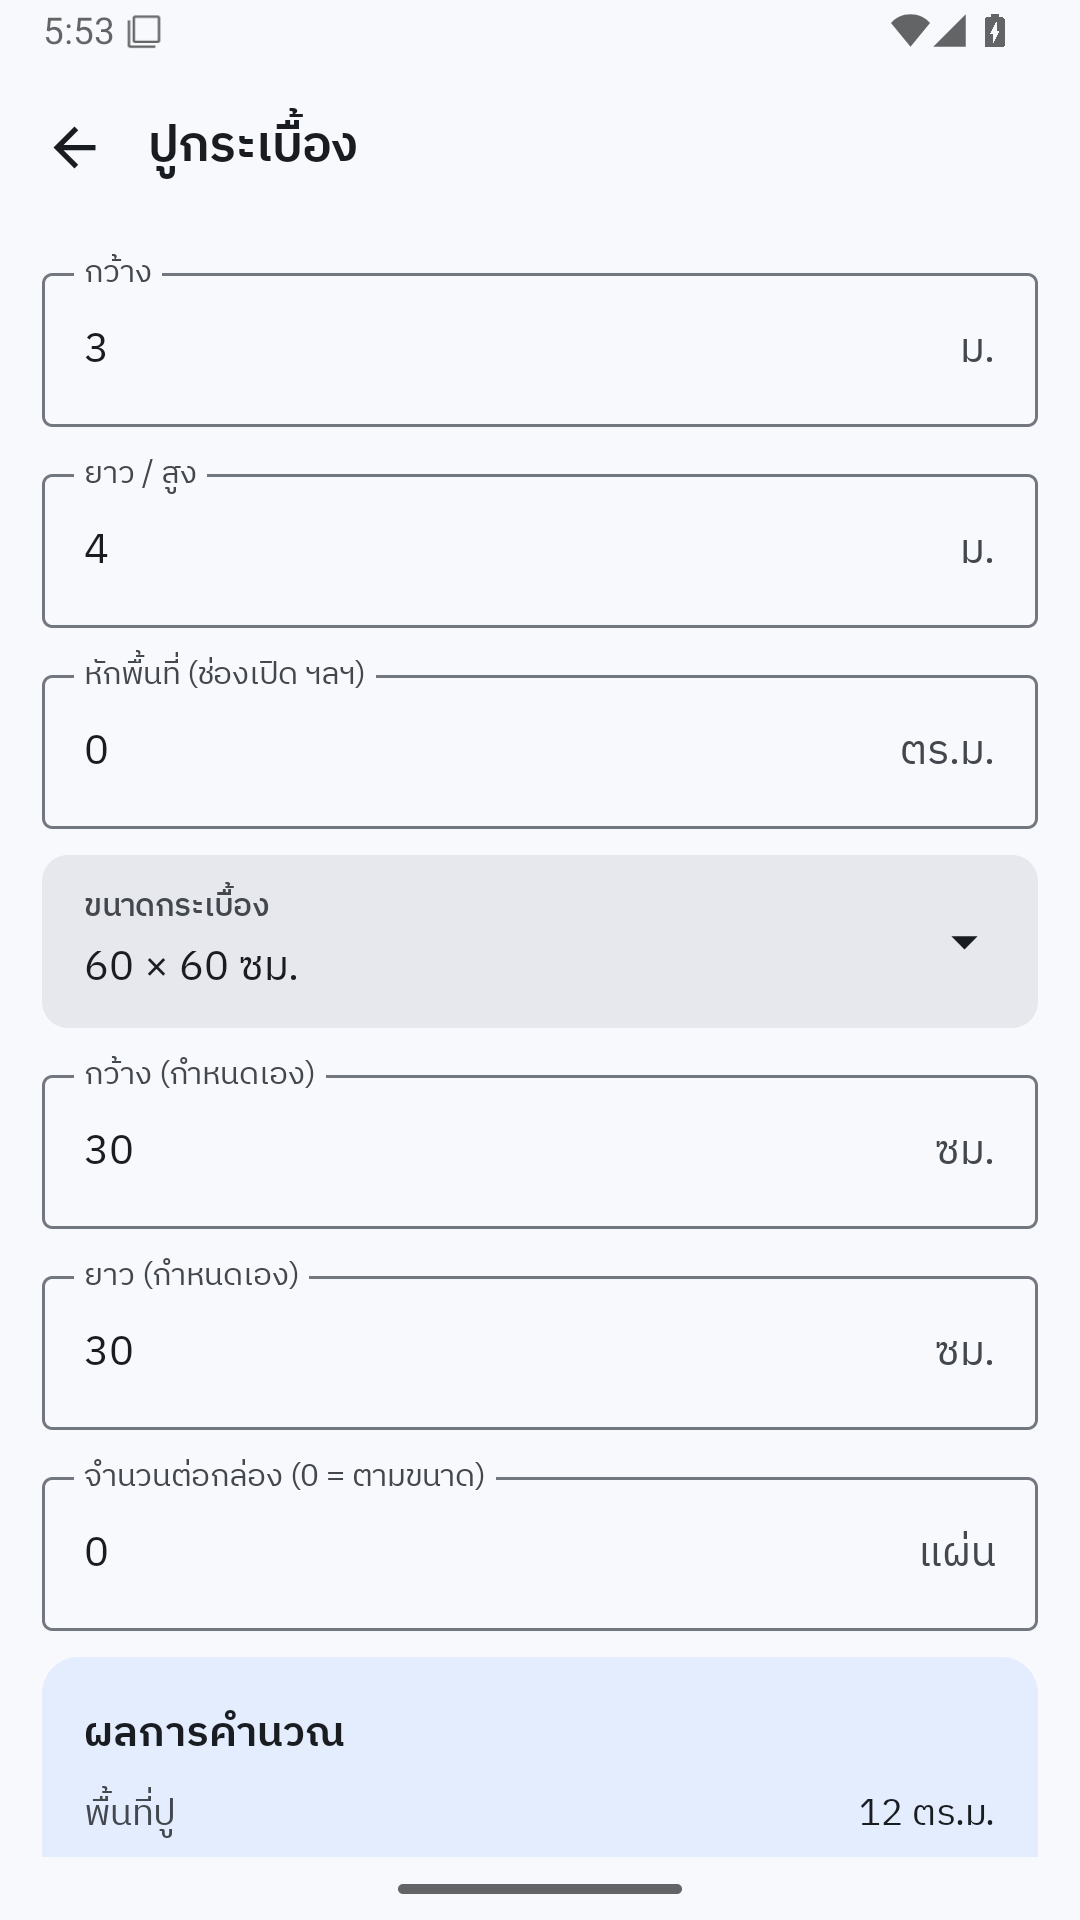 5:53
ปูกระเบื้อง
กว้าง
3 ม.
ยาว / สูง
4 ม.
หักพื้นที่ (ช่องเปิด ฯลฯ)
0 ตร.ม.
ขนาดกระเบื้อง
60 × 60 ซม.
กว้าง (กำหนดเอง)
30 ซม.
ยาว (กำหนดเอง)
30 ซม.
จำนวนต่อกล่อง (0 = ตามขนาด)
0 แผ่น
ผลการคำนวณ
พื้นที่ปู 12 ตร.ม.